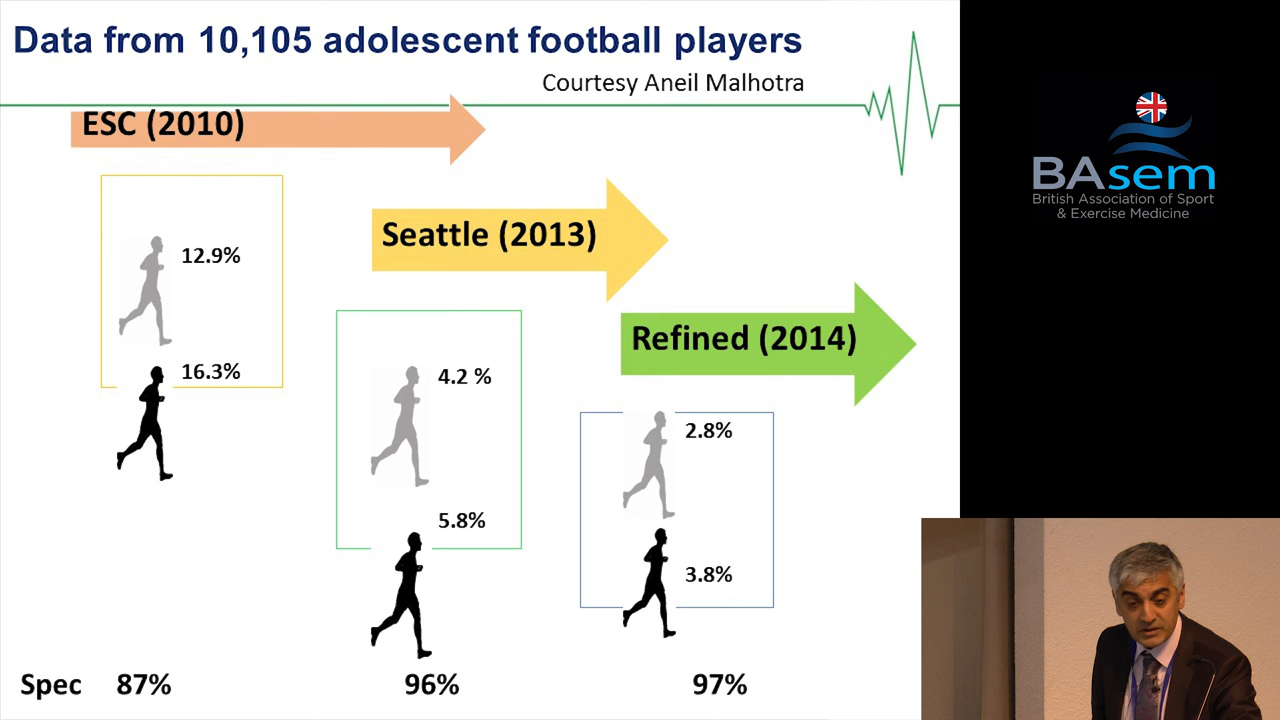 Data from 10,105 adolescent football players
Courtesy Aneil Malhotra
ESC (2010)
Seattle (2013)
Refined (2014)
12.9%
16.3%
4.2 %
5.8%
2.8%
3.8%
Spec 87% 96% 97%
BAsem
British Association of Sport
& Exercise Medicine